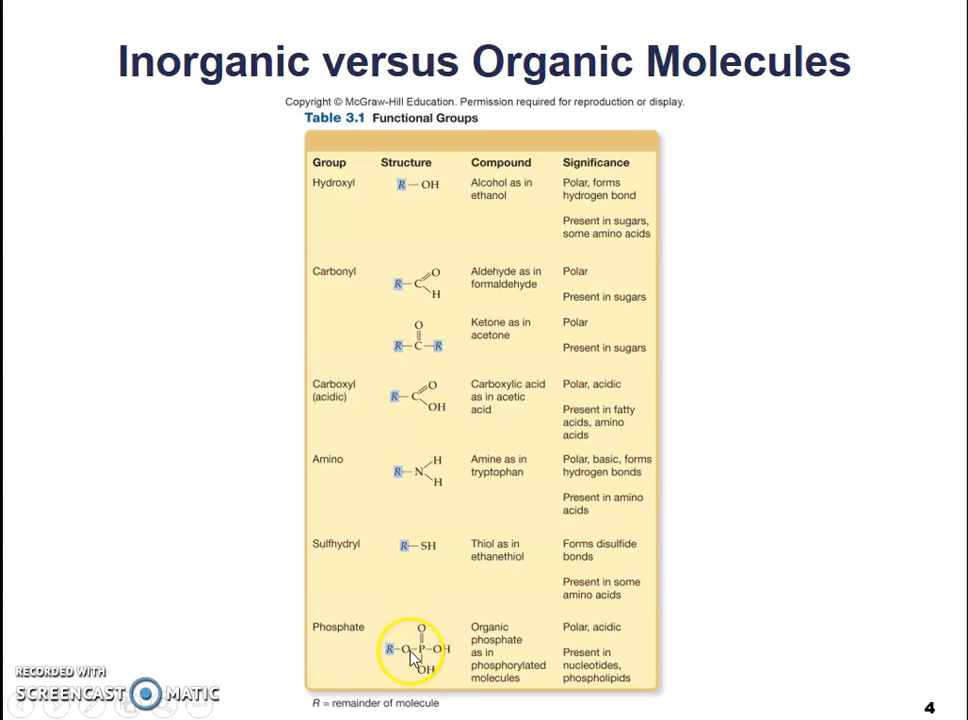 Inorganic versus Organic Molecules
Copyright © McGraw-Hill Education. Permission required for reproduction or display.
Table 3.1 Functional Groups
Group Structure Compound Significance
Hydroxyl R — OH Alcohol as in Polar, forms
ethanol hydrogen bond
Present in sugars,
some amino acids
Carbonyl O Aldehyde as in Polar
R—C formaldehyde
H Present in sugars
O Ketone as in Polar
acetone
R—C—R Present in sugars
Carboxyl O Carboxylic acid Polar, acidic
(acidic) R—C as in acetic
OH acid Present in fatty
acids, amino
acids
Amino H Amine as in Polar, basic, forms
R—N tryptophan hydrogen bonds
H
Present in amino
acids
Sulfhydryl R—SH Thiol as in Forms disulfide
ethanethiol bonds
Present in some
amino acids
Phosphate O Organic Polar, acidic
phosphate
R—O—P—OH as in Present in
OH phosphorylated nucleotides,
molecules phospholipids
R = remainder of molecule
RECORDED WITH
SCREENCAST MATIC
4